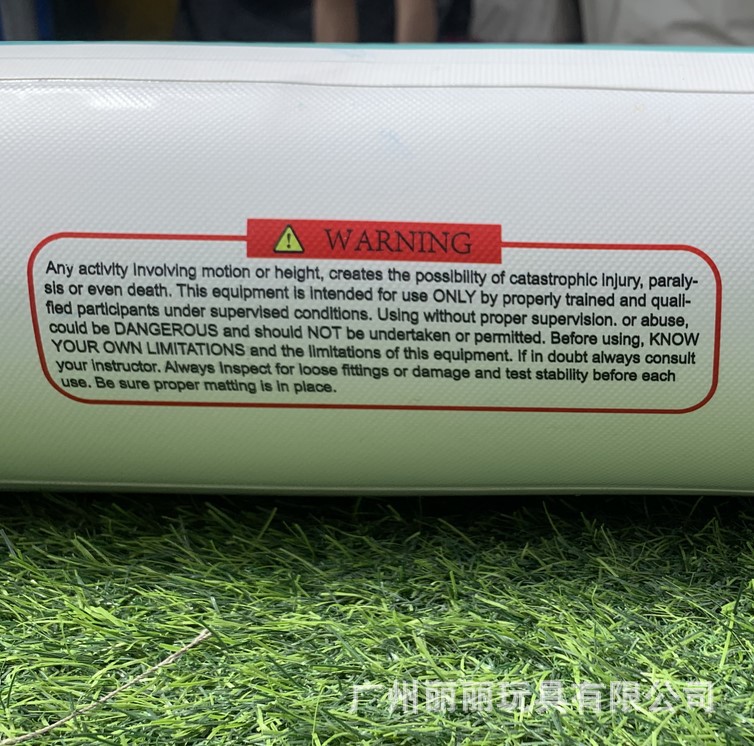 WARNING
Any activity involving motion or height, creates the possibility of catastrophic injury, paraly-
sis or even death. This equipment is intended for use ONLY by properly trained and quali-
fied participants under supervised conditions. Using without proper supervision. or abuse,
could be DANGEROUS and should NOT be undertaken or permitted. Before using, KNOW
YOUR OWN LIMITATIONS and the limitations of this equipment. If in doubt always consult
your instructor. Always Inspect for loose fittings or damage and test stability before each
use. Be sure proper matting is in place.
广州丽丽玩具有限公司